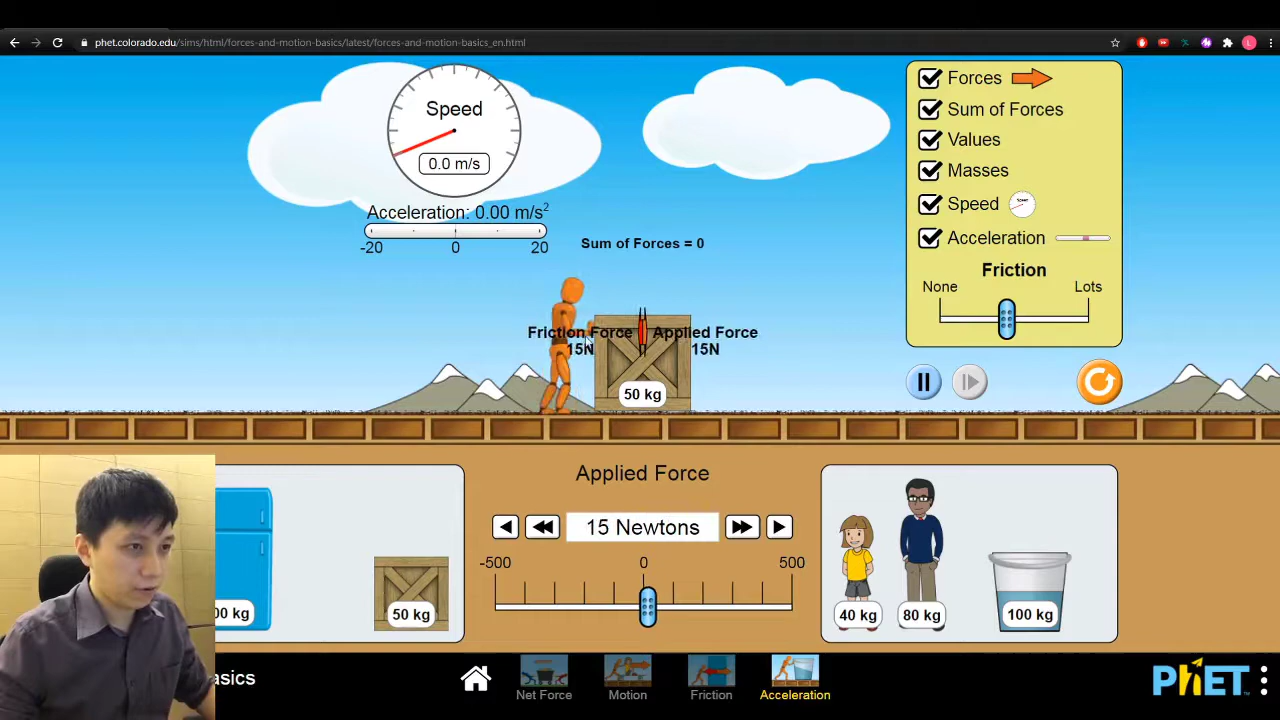 phet.colorado.edu/sims/html/forces-and-motion-basics/latest/forces-and-motion-basics_en.html
Speed
0.0 m/s
Acceleration: 0.00 m/s²
-20 0 20
Sum of Forces = 0
Friction Force
15N
Applied Force
15N
50 kg
Forces
Sum of Forces
Values
Masses
Speed
Acceleration
Friction
None
Lots
00 kg
50 kg
Applied Force
15 Newtons
-500 0 500
40 kg
80 kg
100 kg
asics
Net Force
Motion
Friction
Acceleration
PhET